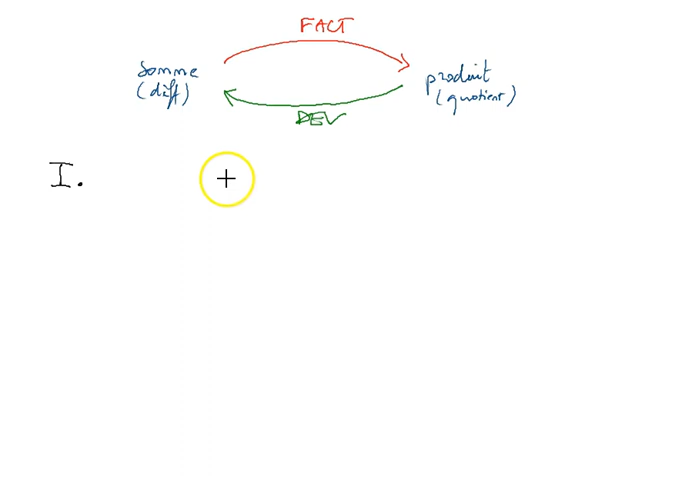 FACT
somme
(diff)
produit
(quotient)
DEV
I.